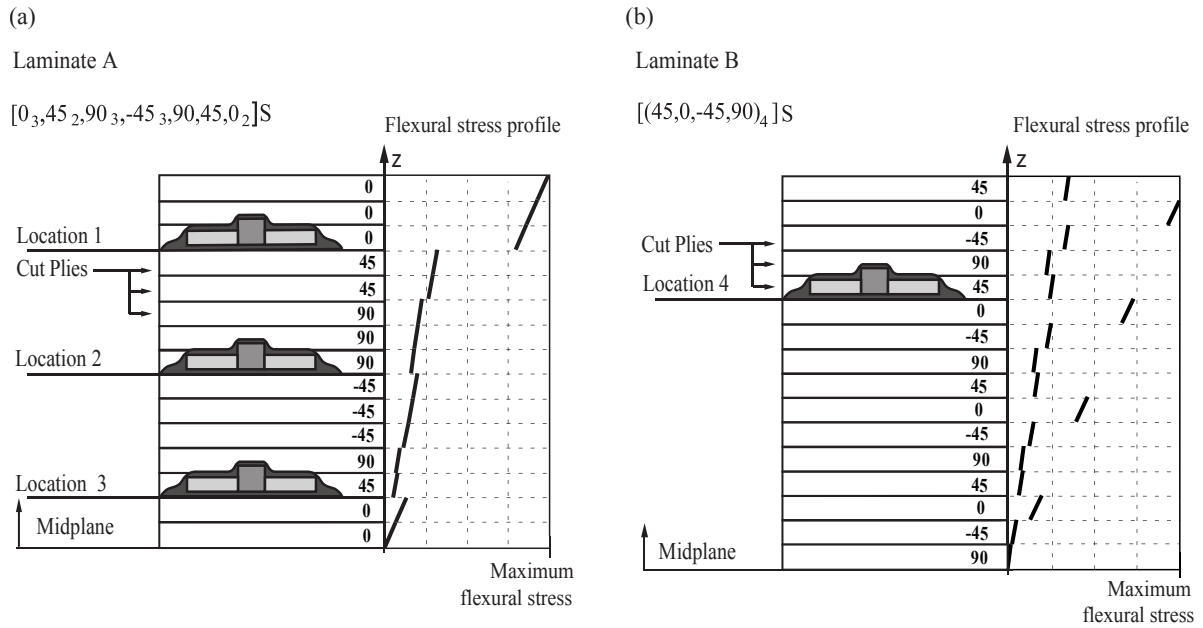 (a)
Laminate A
[0₃,45₂,90₃,-45₃,90,45,0₂]S
Flexural stress profile
z
0
0
0
Location 1
Cut Plies
45
45
90
90
Location 2
90
-45
-45
-45
90
Location 3
45
0
Midplane
0
Maximum
flexural stress
(b)
Laminate B
[(45,0,-45,90)₄]S
Flexural stress profile
z
45
0
Cut Plies
-45
90
Location 4
45
0
-45
90
45
0
-45
90
45
0
-45
Midplane
90
Maximum
flexural stress